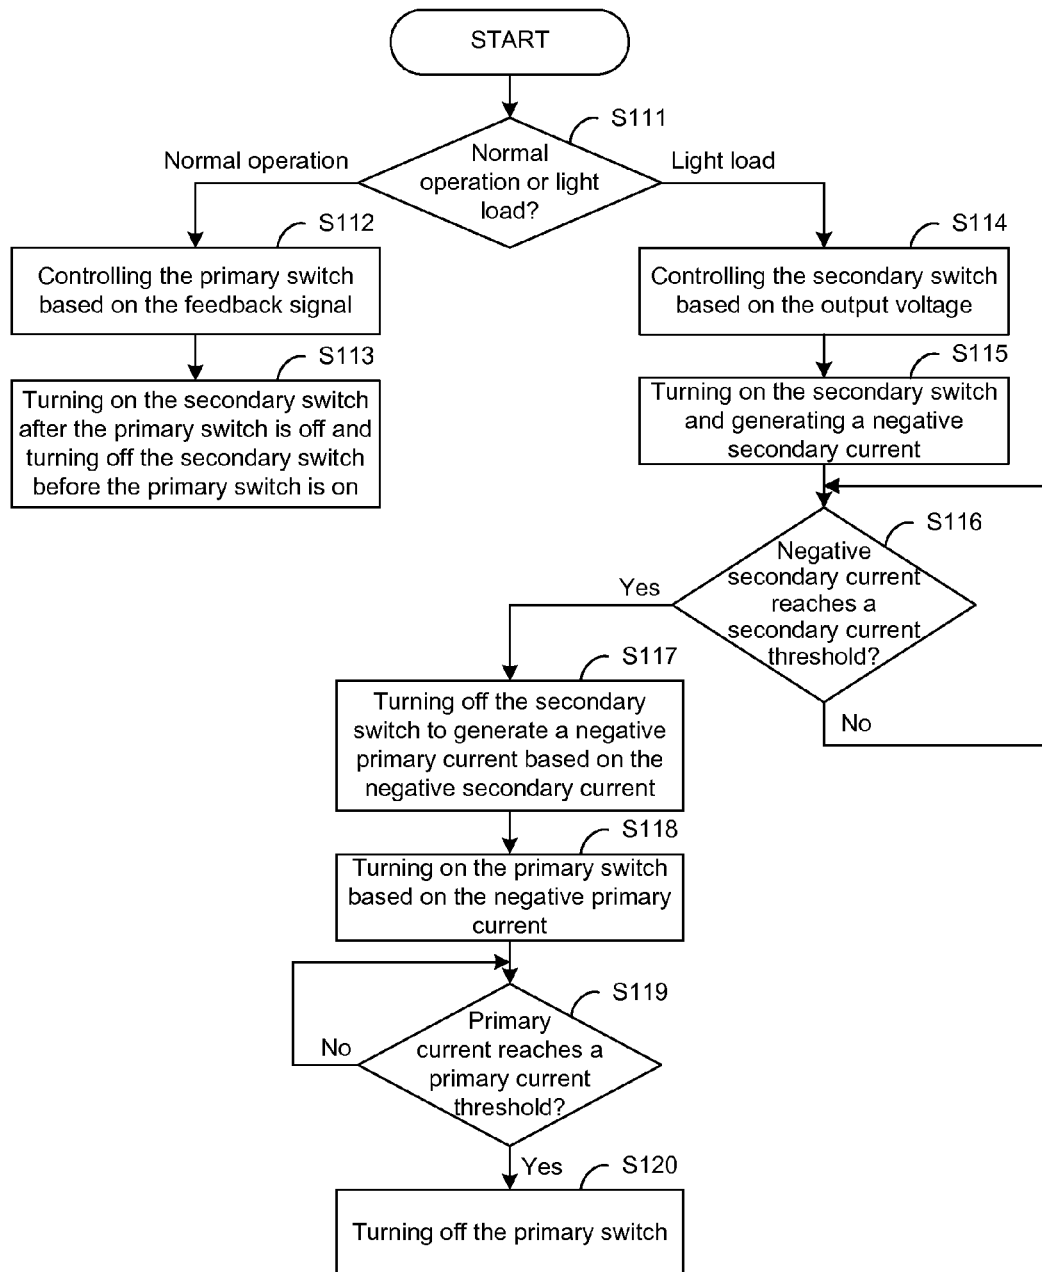 START
S111
Normal
operation or light
load?
Normal operation
Light load
S112
Controlling the primary switch
based on the feedback signal
S113
Turning on the secondary switch
after the primary switch is off and
turning off the secondary switch
before the primary switch is on
S114
Controlling the secondary switch
based on the output voltage
S115
Turning on the secondary switch
and generating a negative
secondary current
S116
Negative
secondary current
reaches a
secondary current
threshold?
Yes
No
S117
Turning off the secondary
switch to generate a negative
primary current based on the
negative secondary current
S118
Turning on the primary switch
based on the negative primary
current
S119
Primary
current reaches a
primary current
threshold?
No
Yes
S120
Turning off the primary switch